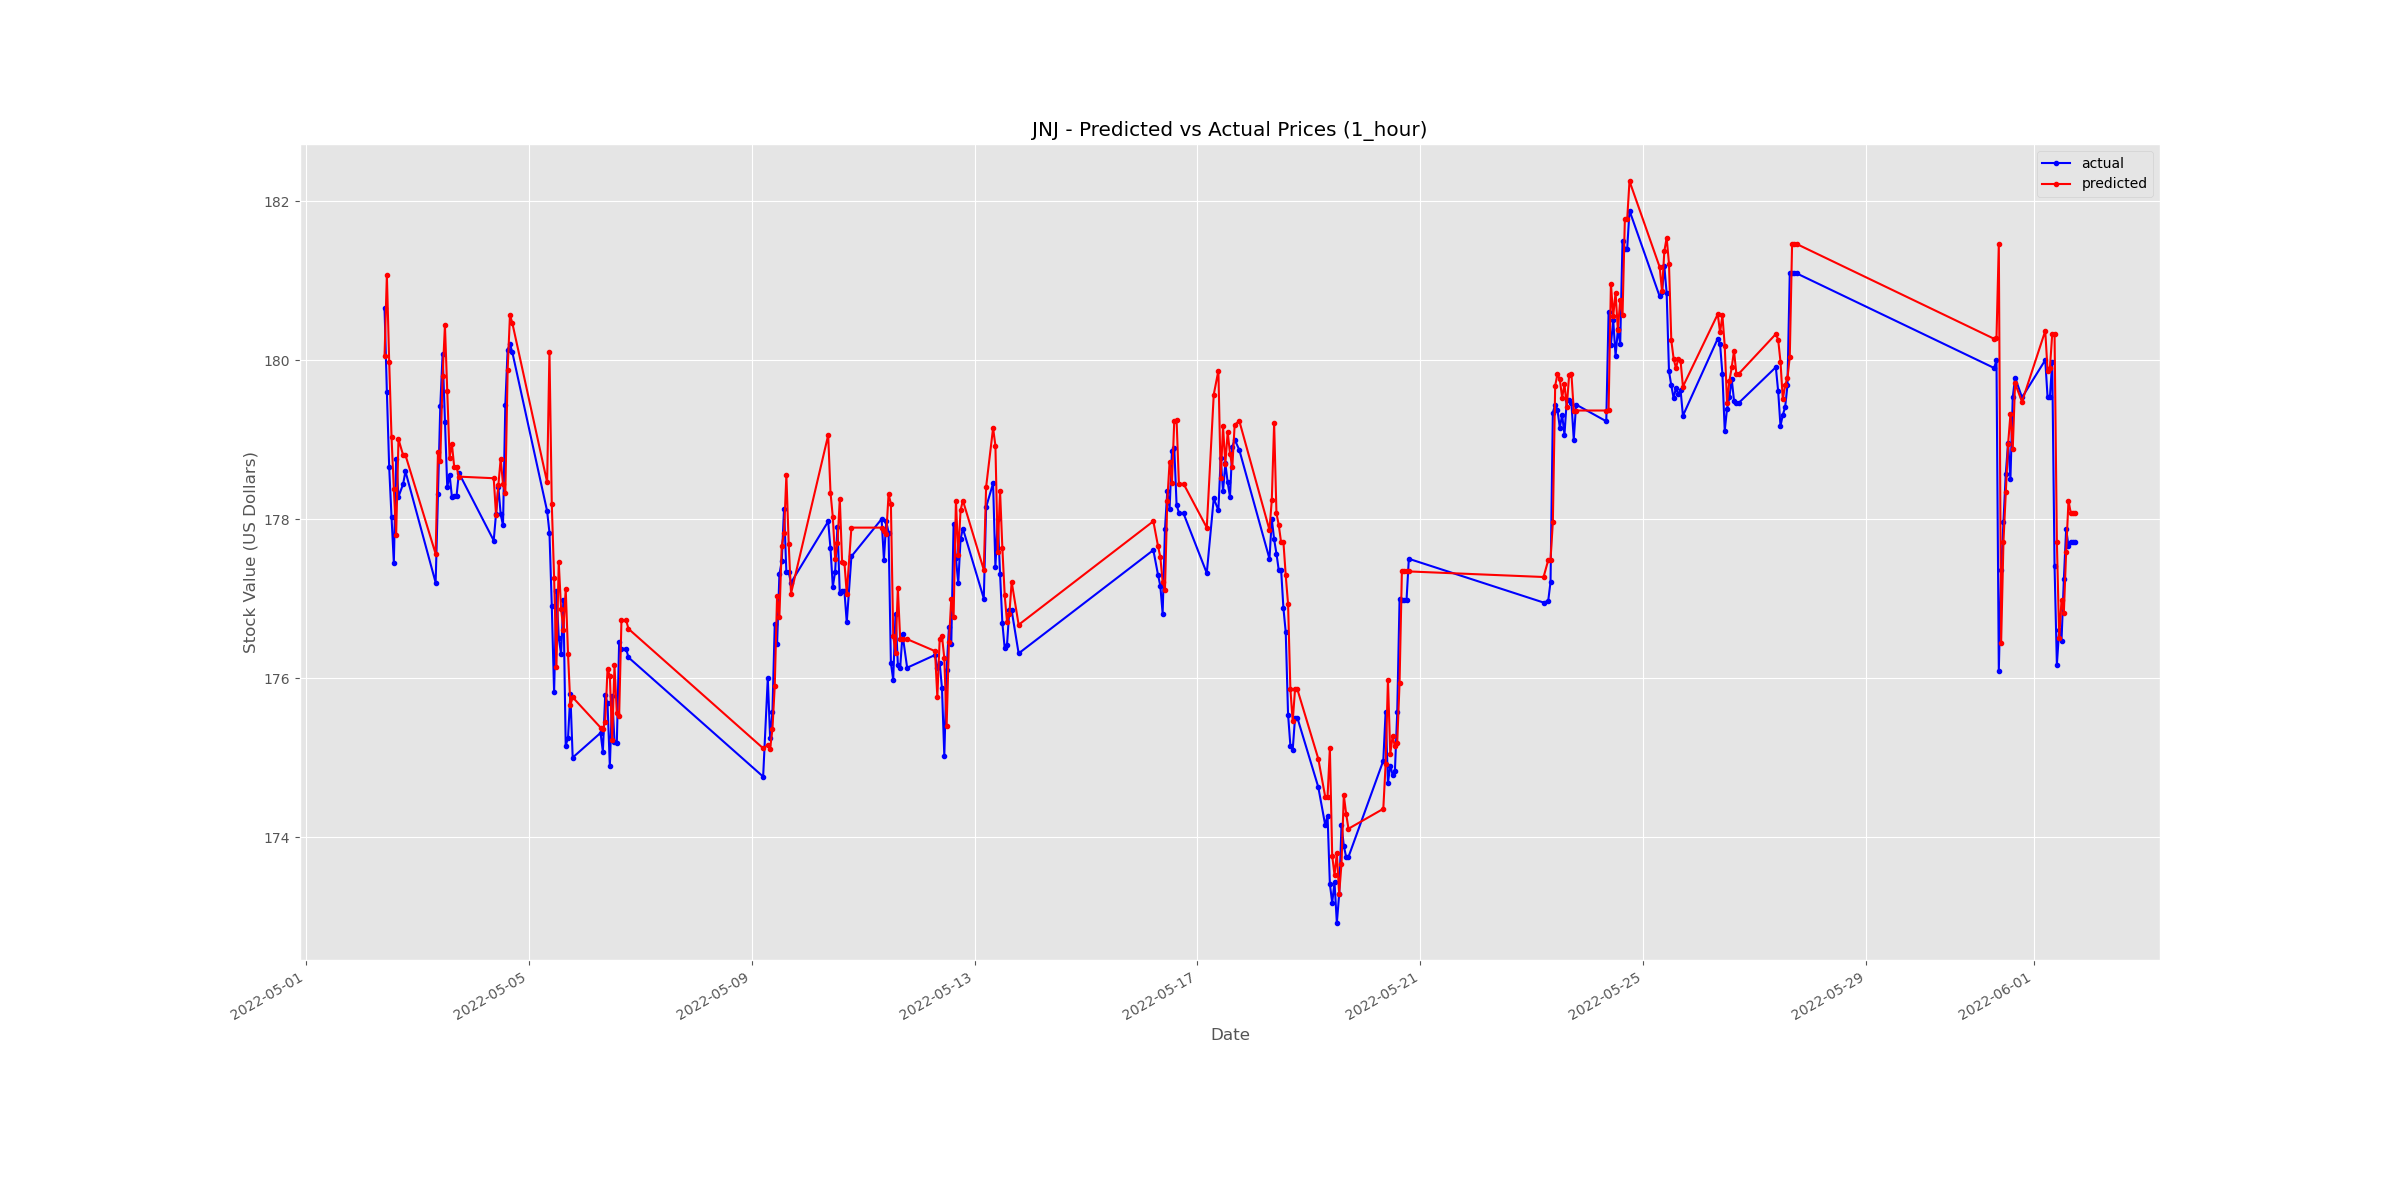 JNJ - Predicted vs Actual Prices (1_hour)
actual
predicted
182
180
178
176
174
Stock Value (US Dollars)
2022-05-01
2022-05-05
2022-05-09
2022-05-13
2022-05-17
2022-05-21
2022-05-25
2022-05-29
2022-06-01
Date